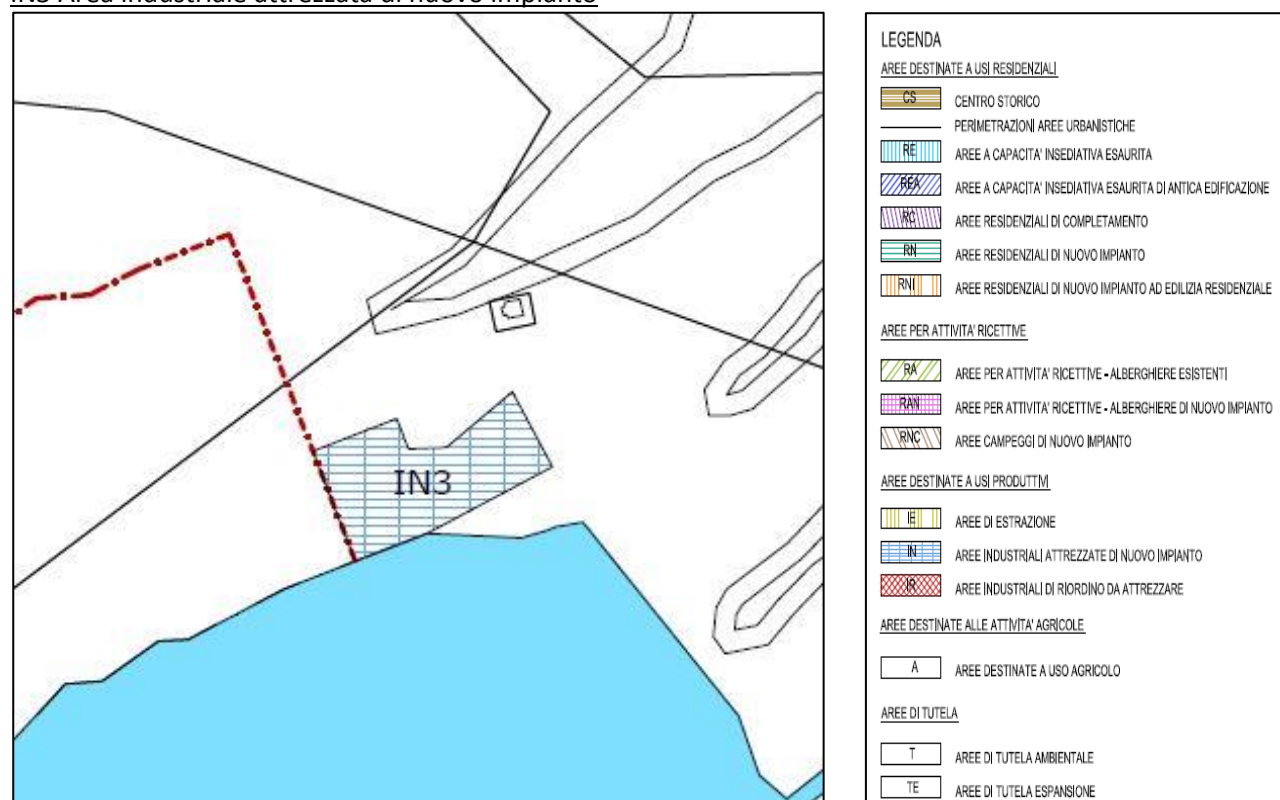 IN3 Area industriale attrezzata di nuovo impianto
IN3
LEGENDA
AREE DESTINATE A USI RESIDENZIALI
CS CENTRO STORICO
PERIMETRAZIONI AREE URBANISTICHE
RE AREE A CAPACITA' INSEDIATIVA ESAURITA
REA AREE A CAPACITA' INSEDIATIVA ESAURITA DI ANTICA EDIFICAZIONE
RC AREE RESIDENZIALI DI COMPLETAMENTO
RN AREE RESIDENZIALI DI NUOVO IMPIANTO
RNI AREE RESIDENZIALI DI NUOVO IMPIANTO AD EDILIZIA RESIDENZIALE
AREE PER ATTIVITA' RICETTIVE
RA AREE PER ATTIVITA' RICETTIVE - ALBERGHIERE ESISTENTI
RAN AREE PER ATTIVITA' RICETTIVE - ALBERGHIERE DI NUOVO IMPIANTO
RNC AREE CAMPEGGI DI NUOVO IMPIANTO
AREE DESTINATE A USI PRODUTTIVI
IE AREE DI ESTRAZIONE
IN AREE INDUSTRIALI ATTREZZATE DI NUOVO IMPIANTO
IR AREE INDUSTRIALI DI RIORDINO DA ATTREZZARE
AREE DESTINATE ALLE ATTIVITA' AGRICOLE
A AREE DESTINATE A USO AGRICOLO
AREE DI TUTELA
T AREE DI TUTELA AMBIENTALE
TE AREE DI TUTELA ESPANSIONE